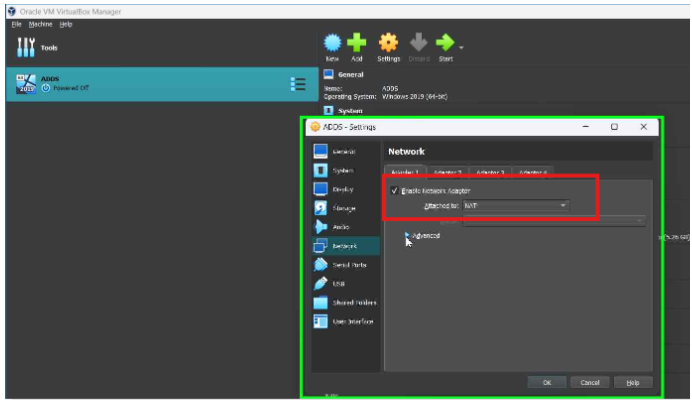 Oracle VM VirtualBox Manager
File Machine Help
Tools
New Add Settings Discard Start
ADDS
2019 Powered Off
General
Name: ADDS
Operating System: Windows 2019 (64-bit)
System
ADDS - Settings
General
System
Display
Storage
Audio
Network
Serial Ports
USB
Shared Folders
User Interface
Network
Adapter 1 Adapter 2 Adapter 3 Adapter 4
Enable Network Adapter
Attached to: NAT
Advanced
OK Cancel Help